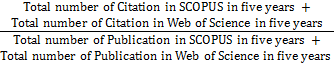 Total number of Citation in SCOPUS in five years +
Total number of Citation in Web of Science in five years
Total number of Publication in SCOPUS in five years +
Total number of Publication in Web of Science in five years